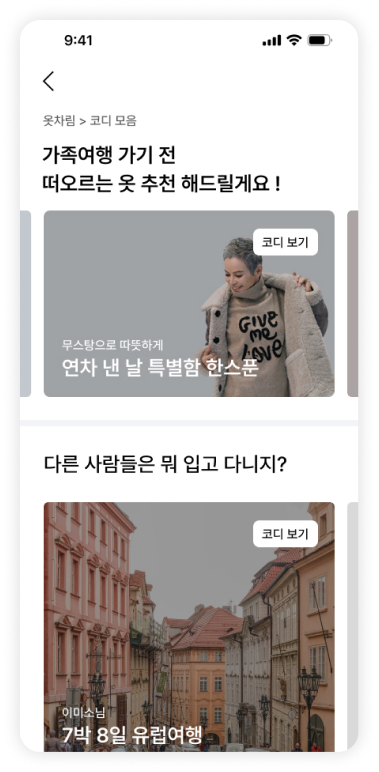 9:41
옷차림 > 코디 모음
가족여행 가기 전
떠오르는 옷 추천 해드릴게요 !
코디 보기
GIVE
me
LOVE
무스탕으로 따뜻하게
연차 낸 날 특별함 한스푼
다른 사람들은 뭐 입고 다니지?
코디 보기
이미소님
7박 8일 유럽여행